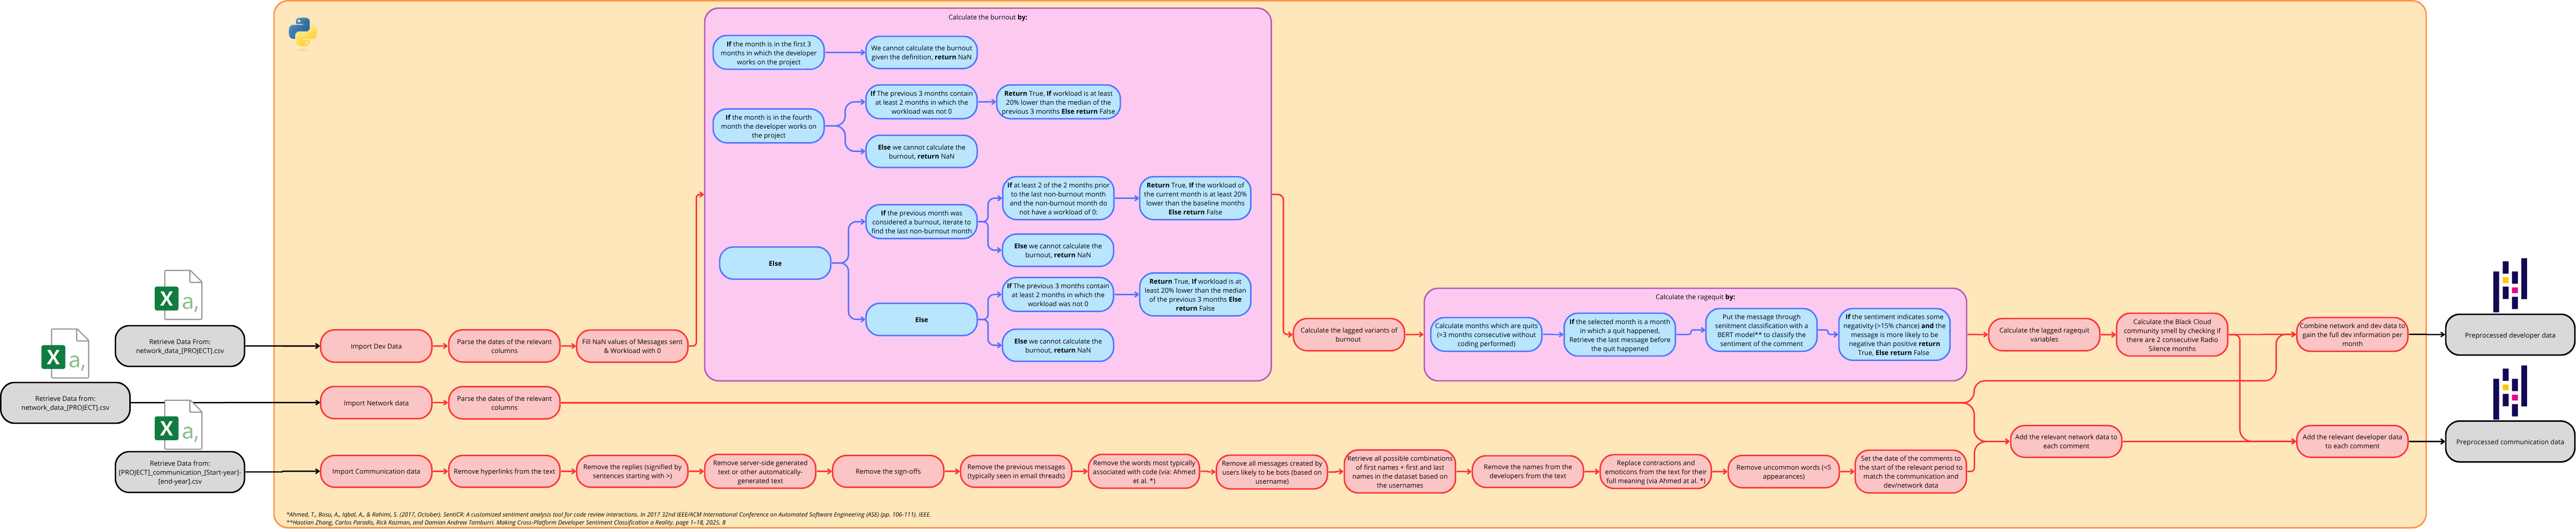 Calculate the burnout by:
If the month is in the first 3
months in which the developer
works on the project
We cannot calculate the burnout
given the definition, return NaN
If the month is in the fourth
month the developer works on
the project
If The previous 3 months contain
at least 2 months in which the
workload was not 0
Return True, If workload is at least
20% lower than the median of the
previous 3 months Else return False
Else we cannot calculate the
burnout, return NaN
Else
If the previous month was
considered a burnout, iterate to
find the last non-burnout month
If at least 2 of the 2 months prior
to the last non-burnout month
and the non-burnout month do
not have a workload of 0:
Return True, If the workload of
the current month is at least 20%
lower than the baseline months
Else return False
Else we cannot calculate the
burnout, return NaN
Else
If The previous 3 months contain
at least 2 months in which the
workload was not 0
Return True, If workload is at
least 20% lower than the median
of the previous 3 months Else
return False
Else we cannot calculate the
burnout, return NaN
X a,
Retrieve Data From:
network_data_[PROJECT].csv
Import Dev Data
Parse the dates of the relevant
columns
Fill NaN values of Messages sent
& Workload with 0
Calculate the lagged variants of
burnout
Calculate the ragequit by:
Calculate months which are quits
(>3 months consecutive without
coding performed)
If the selected month is a month
in which a quit happened,
Retrieve the last message before
the quit happened
Put the message through
senitment classification with a
BERT model** to classify the
sentiment of the comment
If the sentiment indicates some
negativity (>15% chance) and the
message is more likely to be
negative than positive return
True, Else return False
Calculate the lagged ragequit
variables
Calculate the Black Cloud
community smell by checking if
there are 2 consecutive Radio
Silence months
Combine network and dev data to
gain the full dev information per
month
Preprocessed developer data
X a,
Retrieve Data from:
network_data_[PROJECT].csv
Import Network data
Parse the dates of the relevant
columns
Add the relevant network data to
each comment
Add the relevant developer data
to each comment
Preprocessed communication data
X a,
Retrieve Data from:
[PROJECT]_communication_[Start-year]-
[end-year].csv
Import Communication data
Remove hyperlinks from the text
Remove the replies (signified by
sentences starting with >)
Remove server-side generated
text or other automatically-
generated text
Remove the sign-offs
Remove the previous messages
(typically seen in email threads)
Remove the words most typically
associated with code (via: Ahmed
et al. *)
Remove all messages created by
users likely to be bots (based on
username)
Retrieve all possible combinations
of first names + first and last
names in the dataset based on
the usernames
Remove the names from the
developers from the text
Replace contractions and
emoticons from the text for their
full meaning (via Ahmed at al. *)
Remove uncommon words (<5
appearances)
Set the date of the comments to
the start of the relevant period to
match the communication and
dev/network data
*Ahmed, T., Bosu, A., Iqbal, A., & Rahimi, S. (2017, October). SentiCR: A customized sentiment analysis tool for code review interactions. In 2017 32nd IEEE/ACM International Conference on Automated Software Engineering (ASE) (pp. 106-111). IEEE.
**Haotian Zhang, Carlos Paradis, Rick Kazman, and Damian Andrew Tamburri. Making Cross-Platform Developer Sentiment Classification a Reality. page 1–18, 2025. 8